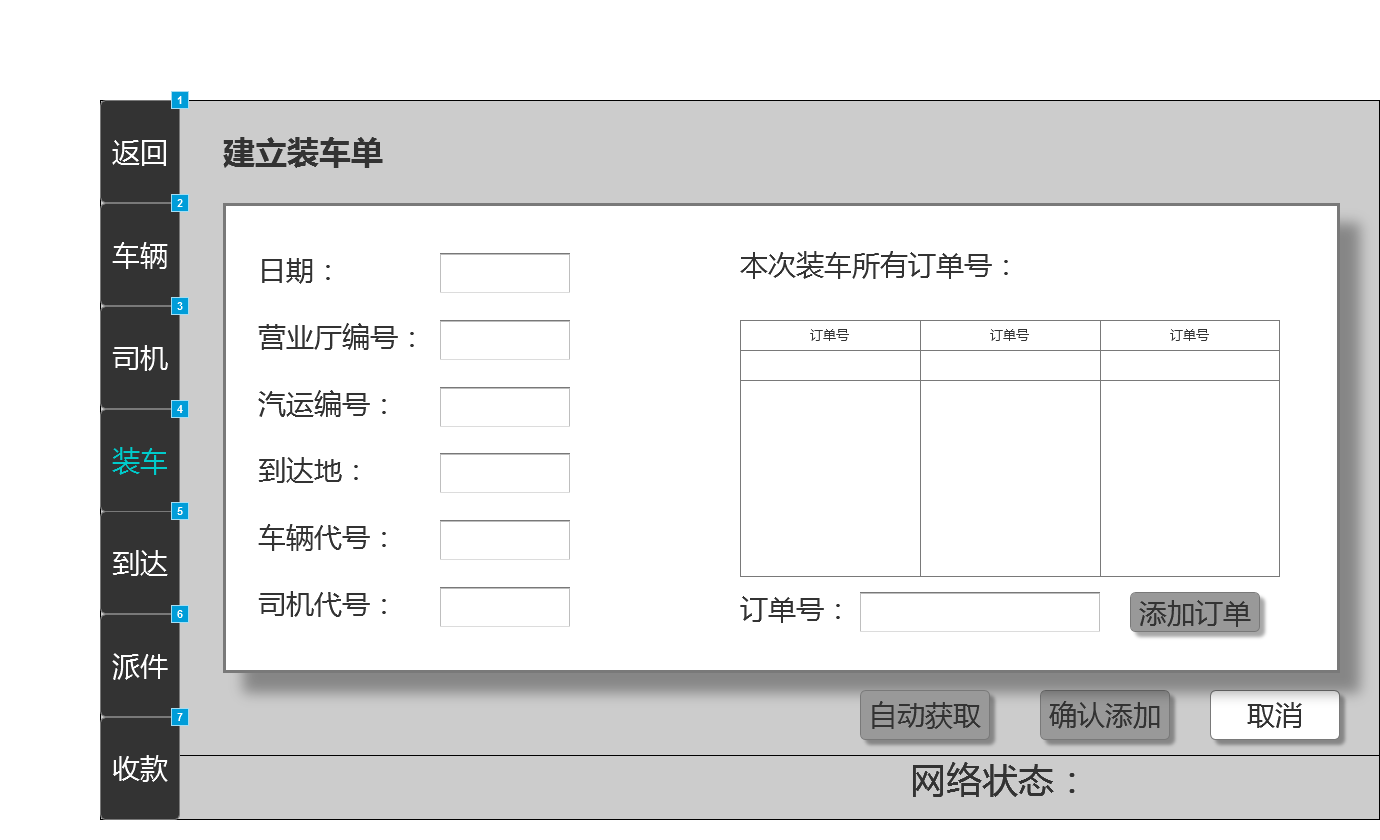 1
返回
2
车辆
3
司机
4
装车
5
到达
6
派件
7
收款
建立装车单
日期：
营业厅编号：
汽运编号：
到达地：
车辆代号：
司机代号：
本次装车所有订单号：
订单号 订单号 订单号
订单号： 添加订单
自动获取 确认添加 取消
网络状态：